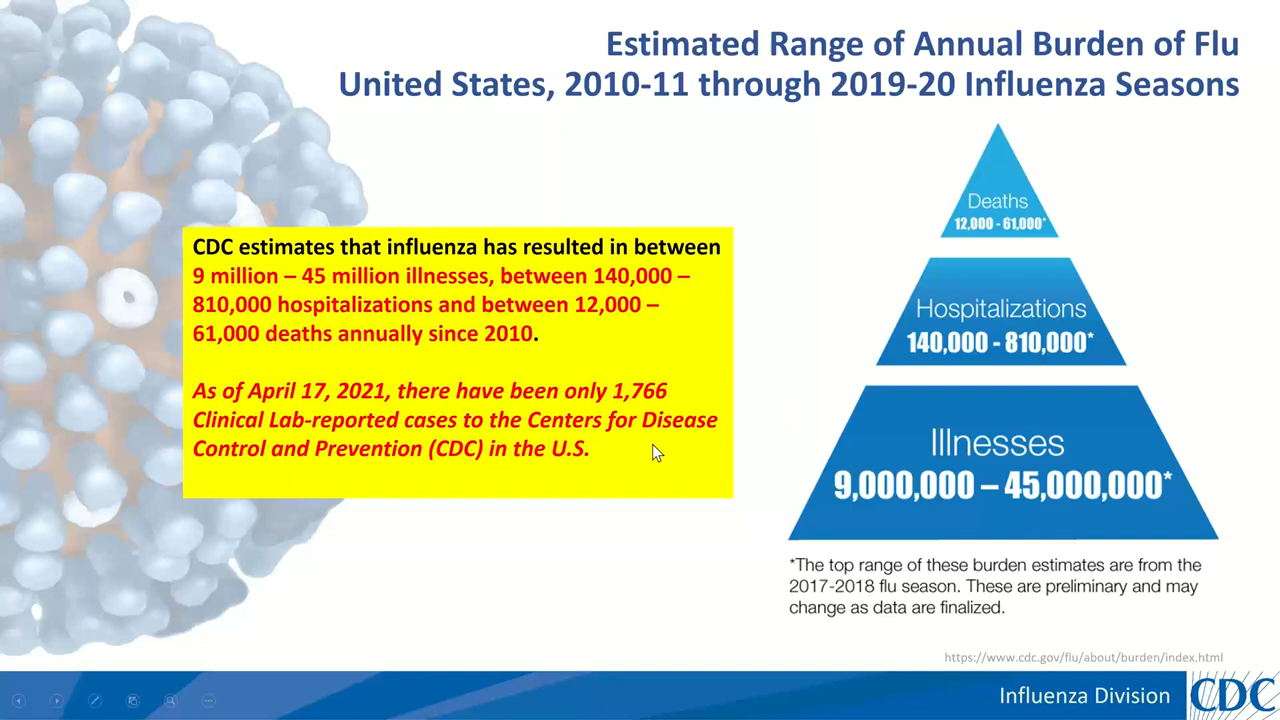 Estimated Range of Annual Burden of Flu
United States, 2010-11 through 2019-20 Influenza Seasons
CDC estimates that influenza has resulted in between
9 million – 45 million illnesses, between 140,000 –
810,000 hospitalizations and between 12,000 –
61,000 deaths annually since 2010.
As of April 17, 2021, there have been only 1,766
Clinical Lab-reported cases to the Centers for Disease
Control and Prevention (CDC) in the U.S.
Deaths
12,000 - 61,000*
Hospitalizations
140,000 - 810,000*
Illnesses
9,000,000 – 45,000,000*
*The top range of these burden estimates are from the
2017-2018 flu season. These are preliminary and may
change as data are finalized.
https://www.cdc.gov/flu/about/burden/index.html
Influenza Division
CDC